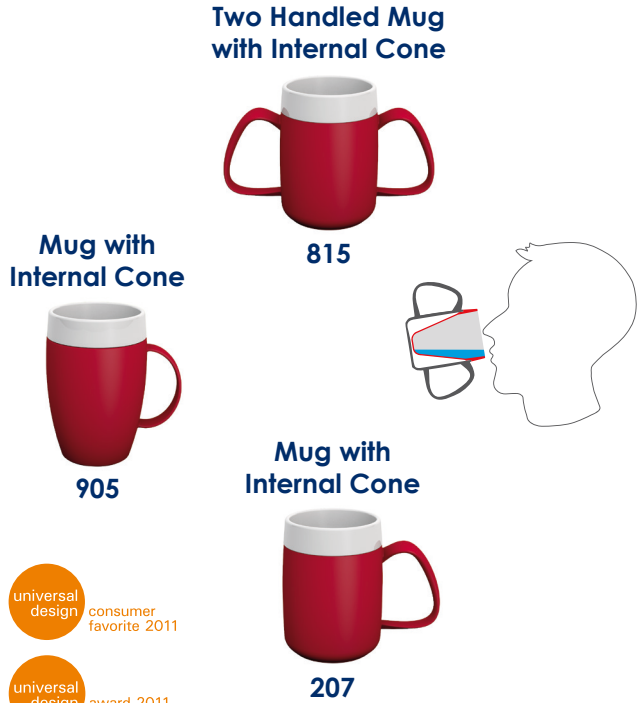 Two Handled Mug
with Internal Cone
815
Mug with
Internal Cone
905
Mug with
Internal Cone
207
universal
design
consumer
favorite 2011
universal
design
award 2011